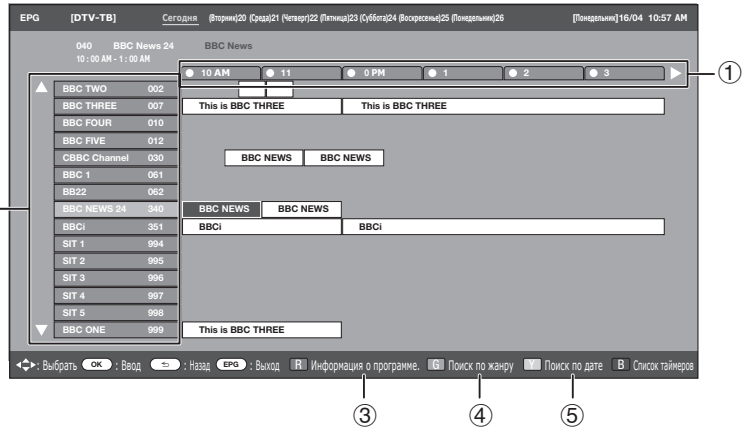 EPG [DTV-TB] Сегодня (Вторник)20 (Среда)21 (Четверг)22 (Пятница)23 (Суббота)24 (Воскресенье)25 (Понедельник)26 [Понедельник]16/04 10:57 AM
040 BBC News 24 BBC News
10 : 00 AM - 1 : 00 AM
10 AM 11 0 PM 1 2 3 ①
BBC TWO 002
BBC THREE 007 This is BBC THREE This is BBC THREE
BBC FOUR 010
BBC FIVE 012
CBBC Channel 030 BBC NEWS BBC NEWS
BBC 1 061
BB22 062
BBC NEWS 24 340 BBC NEWS BBC NEWS
BBCi 351 BBCi BBCi
SIT 1 994
SIT 2 995
SIT 3 996
SIT 4 997
SIT 5 998
BBC ONE 999 This is BBC THREE
: Выбрать OK : Ввод : Назад EPG : Выход R Информация о программе. G Поиск по жанру Y Поиск по дате B Список таймеров
③ ④ ⑤